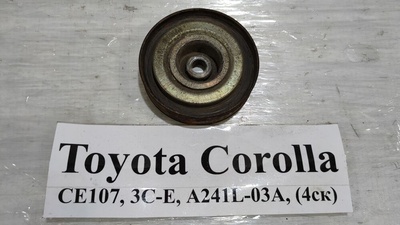 Toyota Corolla
CE107, 3C-E, A241L-03A, (4ск)